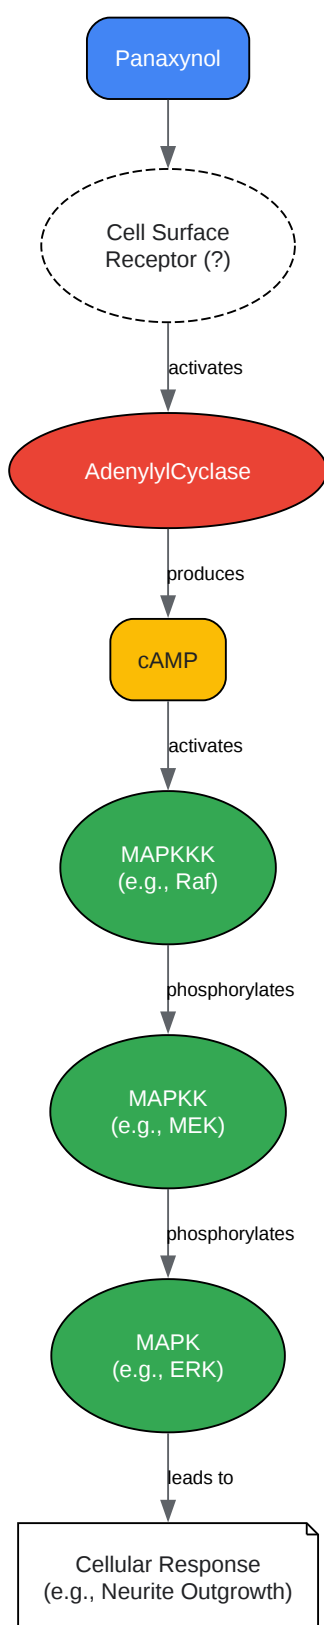 Panaxynol
Cell Surface
Receptor (?)
activates
AdenylylCyclase
produces
cAMP
activates
MAPKKK
(e.g., Raf)
phosphorylates
MAPKK
(e.g., MEK)
phosphorylates
MAPK
(e.g., ERK)
leads to
Cellular Response
(e.g., Neurite Outgrowth)